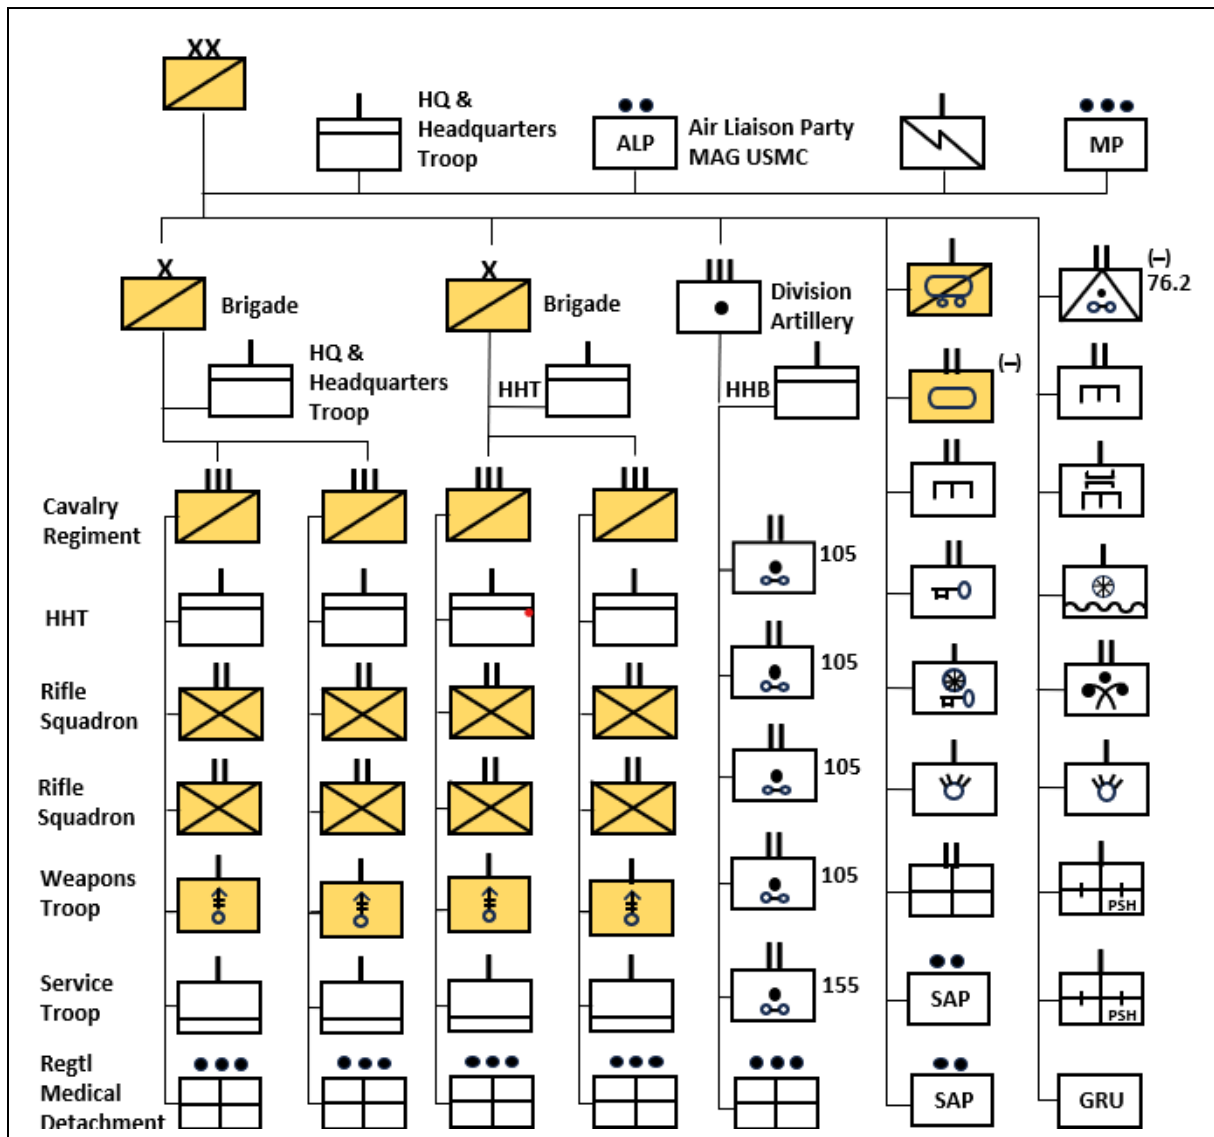 XX
HQ &
Headquarters
Troop
ALP
Air Liaison Party
MAG USMC
MP
X
Brigade
X
Brigade
Division
Artillery
(–)
76.2
HQ &
Headquarters
Troop
HHT
HHB
(–)
Cavalry
Regiment
105
HHT
Rifle
Squadron
105
Rifle
Squadron
105
Weapons
Troop
105
PSH
Service
Troop
155
SAP
PSH
Regtl
Medical
Detachment
SAP
GRU